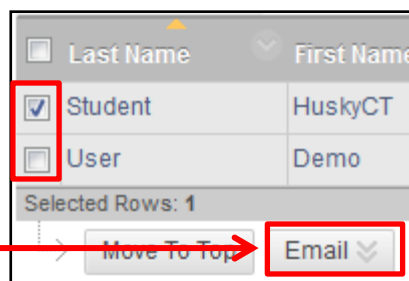 Last Name First Name
Student HuskyCT
User Demo
Selected Rows: 1
Move To Top Email